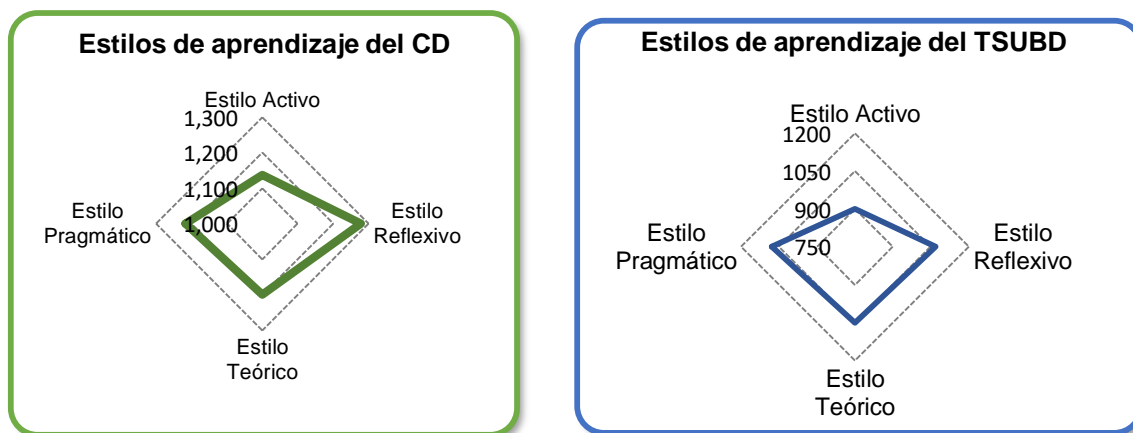 Estilos de aprendizaje del CD
Estilo Activo
1,300
1,200
1,100
1,000
Estilo
Pragmático
Estilo
Reflexivo
Estilo
Teórico
Estilos de aprendizaje del TSUBD
Estilo Activo
1200
1050
900
750
Estilo
Pragmático
Estilo
Reflexivo
Estilo
Teórico